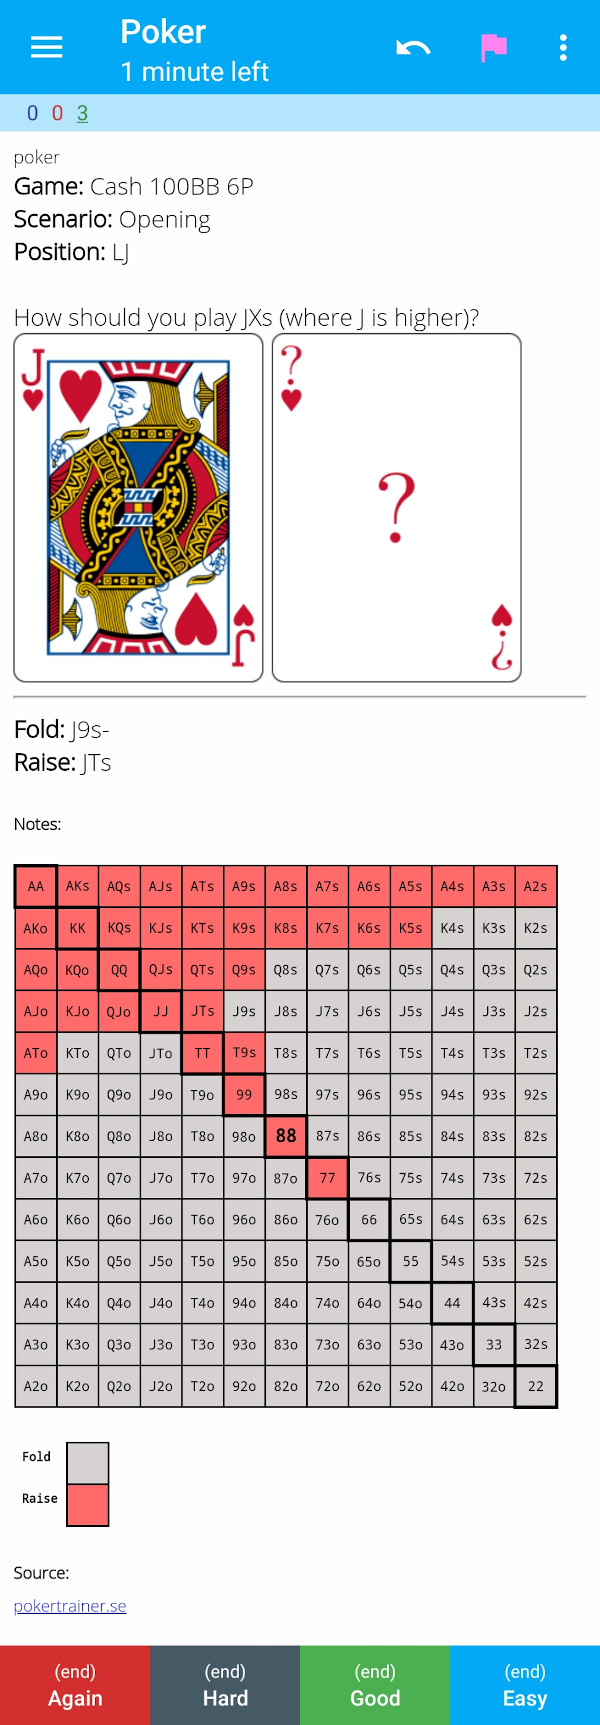 Poker
1 minute left
0 0 3
poker
Game: Cash 100BB 6P
Scenario: Opening
Position: LJ
How should you play JXs (where J is higher)?
J ?
?
J ?
Fold: J9s-
Raise: JTs
Notes:
AA AKs AQs AJs ATs A9s A8s A7s A6s A5s A4s A3s A2s
AKo KK KQs KJs KTs K9s K8s K7s K6s K5s K4s K3s K2s
AQo KQo QQ QJs QTs Q9s Q8s Q7s Q6s Q5s Q4s Q3s Q2s
AJo KJo QJo JJ JTs J9s J8s J7s J6s J5s J4s J3s J2s
ATo KTo QTo JTo TT T9s T8s T7s T6s T5s T4s T3s T2s
A9o K9o Q9o J9o T9o 99 98s 97s 96s 95s 94s 93s 92s
A8o K8o Q8o J8o T8o 98o 88 87s 86s 85s 84s 83s 82s
A7o K7o Q7o J7o T7o 97o 87o 77 76s 75s 74s 73s 72s
A6o K6o Q6o J6o T6o 96o 86o 76o 66 65s 64s 63s 62s
A5o K5o Q5o J5o T5o 95o 85o 75o 65o 55 54s 53s 52s
A4o K4o Q4o J4o T4o 94o 84o 74o 64o 54o 44 43s 42s
A3o K3o Q3o J3o T3o 93o 83o 73o 63o 53o 43o 33 32s
A2o K2o Q2o J2o T2o 92o 82o 72o 62o 52o 42o 32o 22
Fold
Raise
Source:
pokertrainer.se
(end) (end) (end) (end)
Again Hard Good Easy